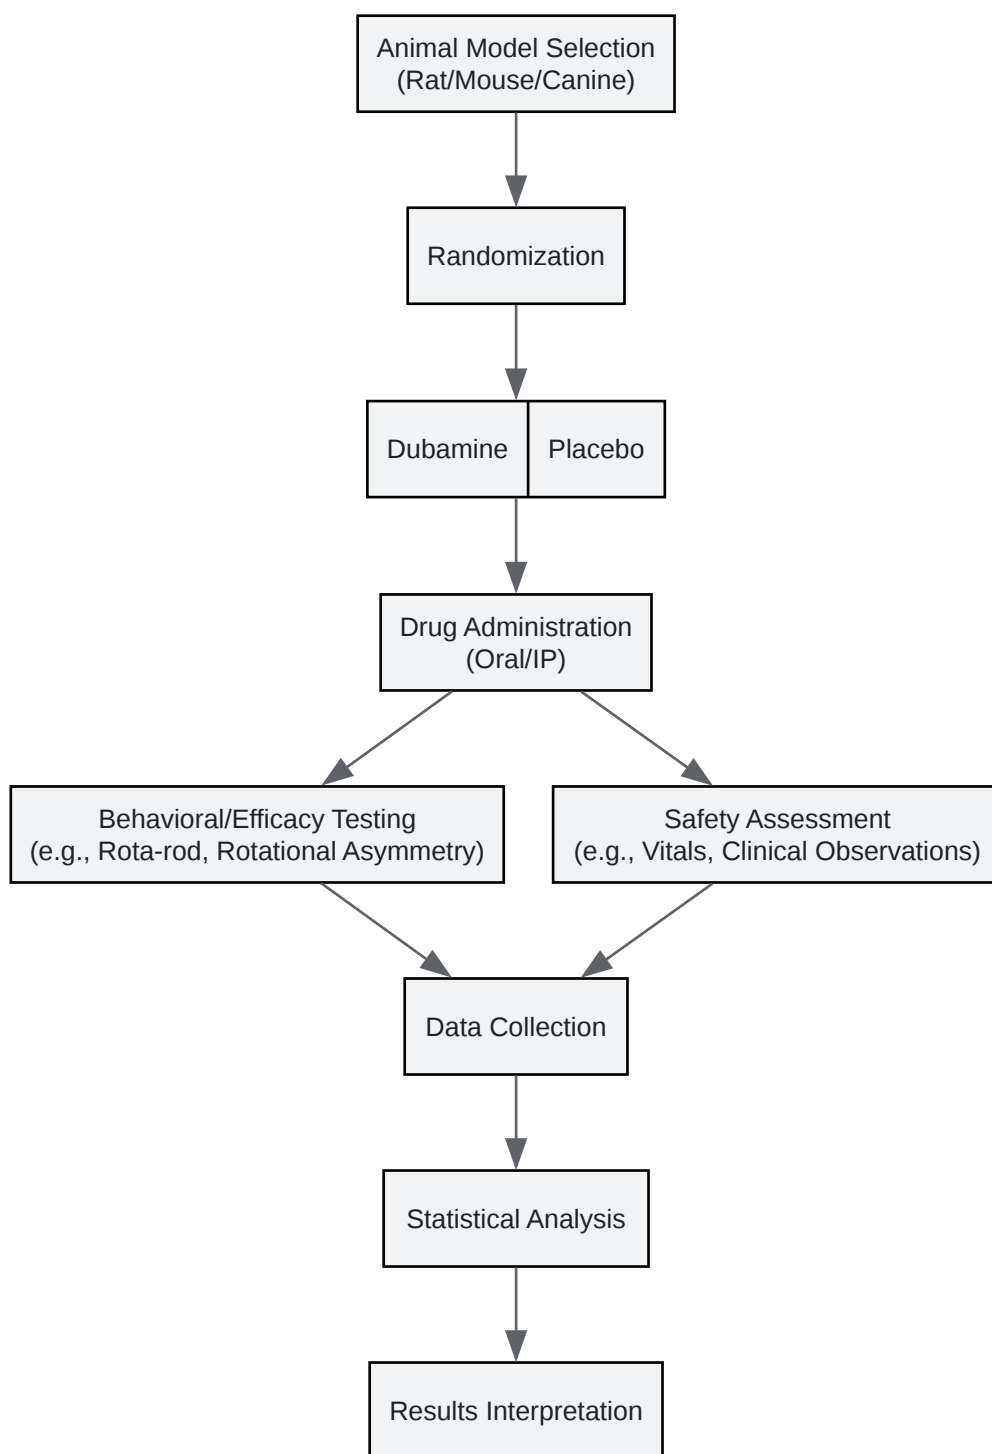 Animal Model Selection
(Rat/Mouse/Canine)
Randomization
Dubamine
Placebo
Drug Administration
(Oral/IP)
Behavioral/Efficacy Testing
(e.g., Rota-rod, Rotational Asymmetry)
Safety Assessment
(e.g., Vitals, Clinical Observations)
Data Collection
Statistical Analysis
Results Interpretation